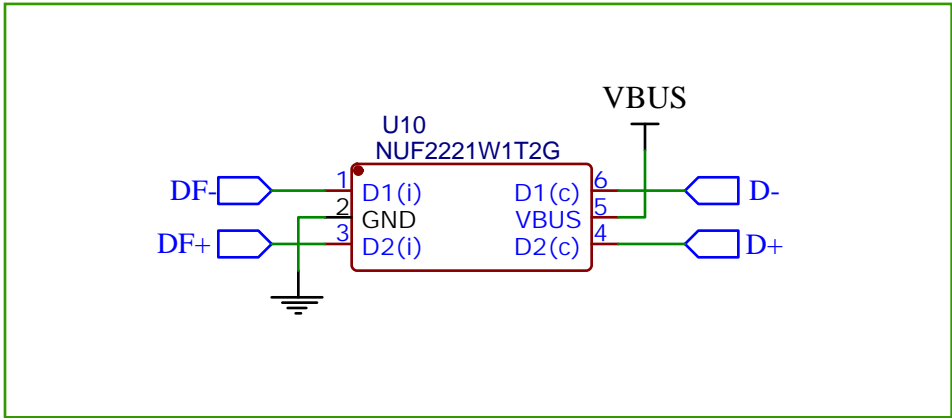 VBUS
U10
NUF2221W1T2G
DF- 1 D1(i) D1(c) 6 D-
2 GND VBUS 5
DF+ 3 D2(i) D2(c) 4 D+